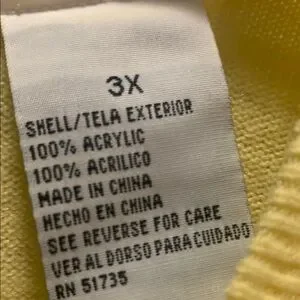 3X
SHELL/TELA EXTERIOR
100% ACRYLIC
100% ACRILICO
MADE IN CHINA
HECHO EN CHINA
SEE REVERSE FOR CARE
VER AL DORSO PARA CUIDADO
RN 51735